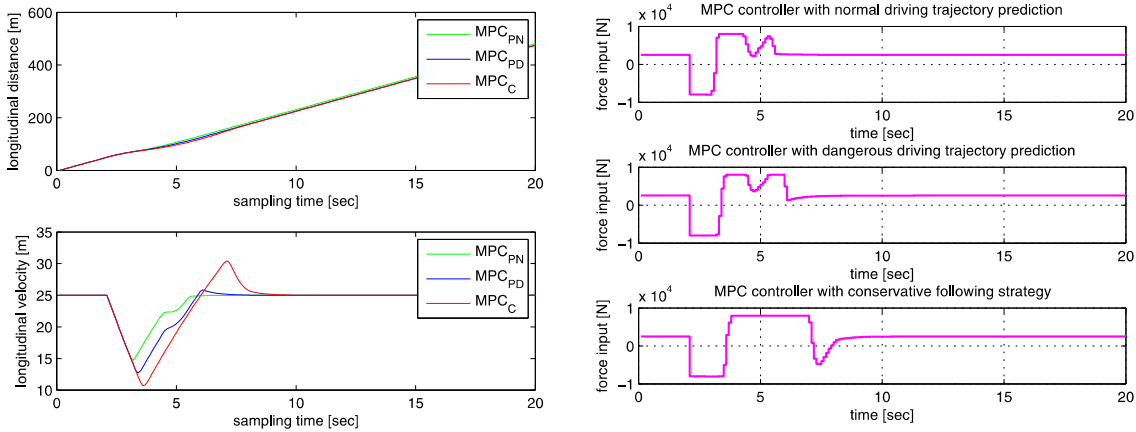 600
400
200
0
longitudinal distance [m]
MPC_PN
MPC_PD
MPC_C
0 5 10 15 20
sampling time [sec]
35
30
25
20
15
10
longitudinal velocity [m]
MPC_PN
MPC_PD
MPC_C
0 5 10 15 20
sampling time [sec]
MPC controller with normal driving trajectory prediction
x 10^4
1
0
−1
force input [N]
0 5 10 15 20
time [sec]
MPC controller with dangerous driving trajectory prediction
x 10^4
1
0
−1
force input [N]
0 5 10 15 20
time [sec]
MPC controller with conservative following strategy
x 10^4
1
0
−1
force input [N]
0 5 10 15 20
time [sec]